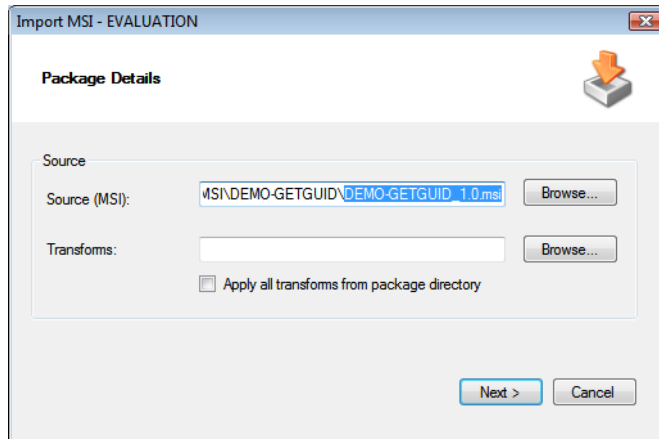 Import MSI - EVALUATION
Package Details
Source
Source (MSI): MSI\DEMO-GETGUID\DEMO-GETGUID_1.0.msi Browse...
Transforms: Browse...
Apply all transforms from package directory
Next > Cancel